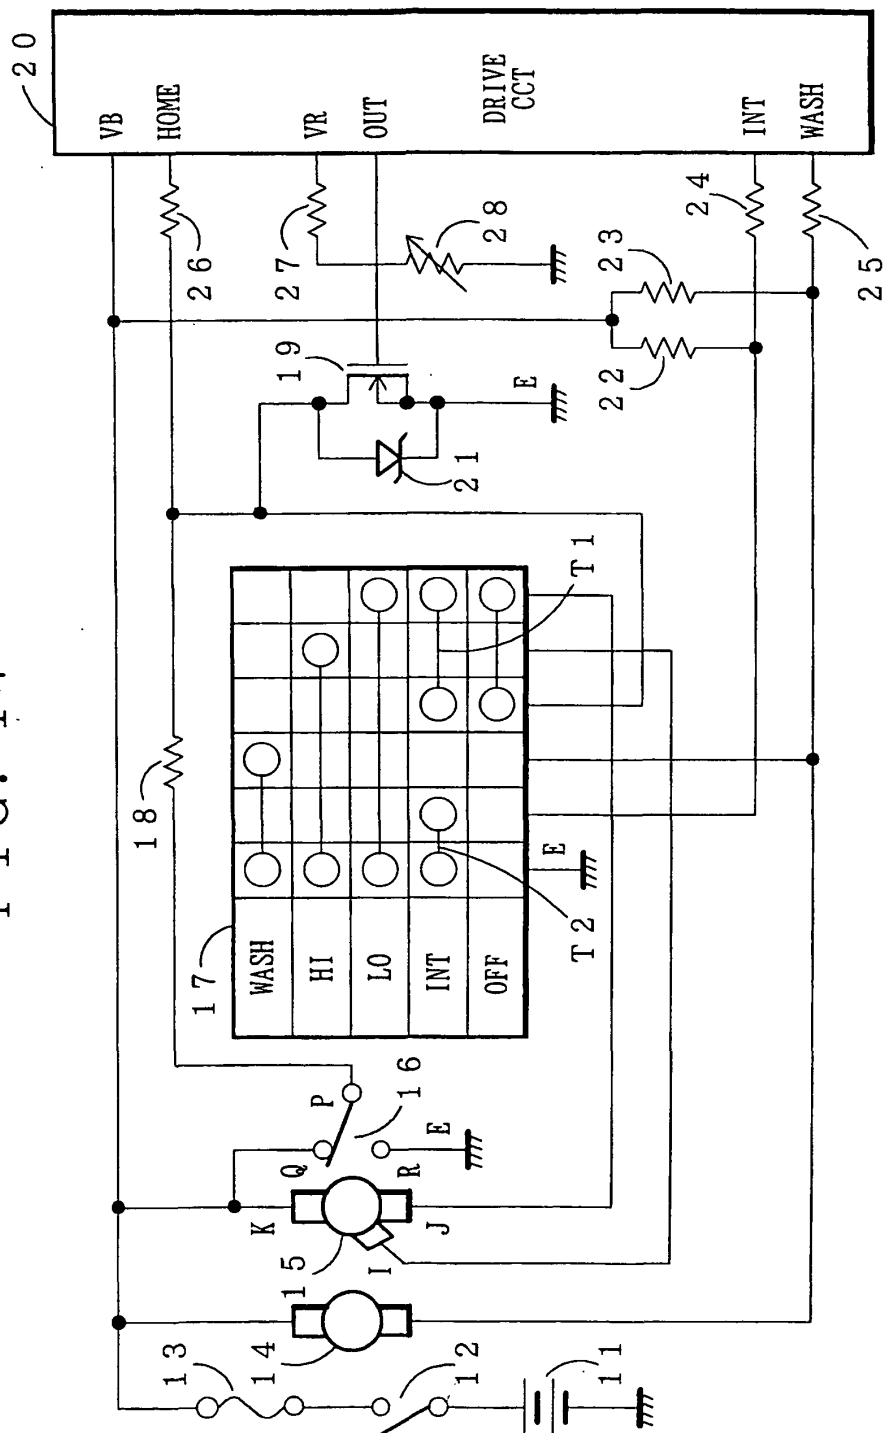 20
VB
HOME
VR
OUT
DRIVE
CCT
INT
WASH
26
27
28
24
25
23
22
19
21
E
18
17
WASH
HI
LO
INT
OFF
T1
T2
E
P
Q
R
E
16
K
J
I
15
14
13
12
11